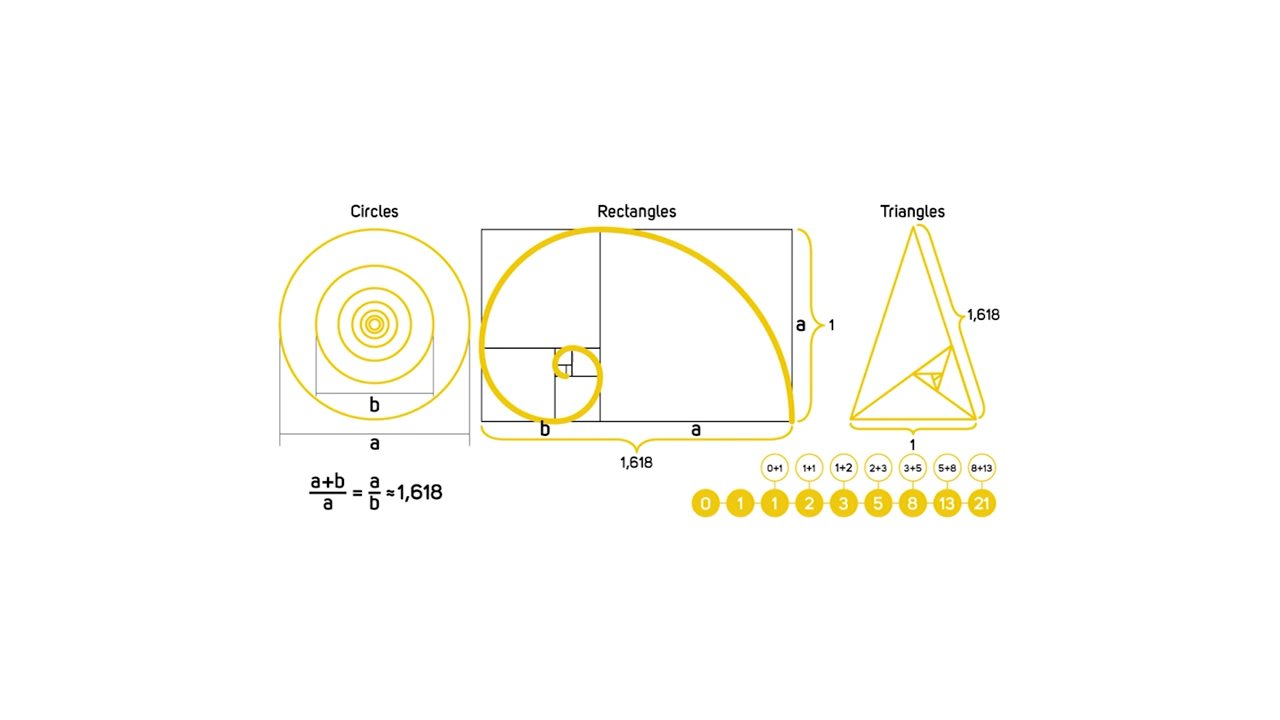 Circles
b
a
a+b/a = a/b ≈1,618
Rectangles
a
1
b
a
1,618
Triangles
1,618
1
0+1 1+1 1+2 2+3 3+5 5+8 8+13
0 1 1 2 3 5 8 13 21